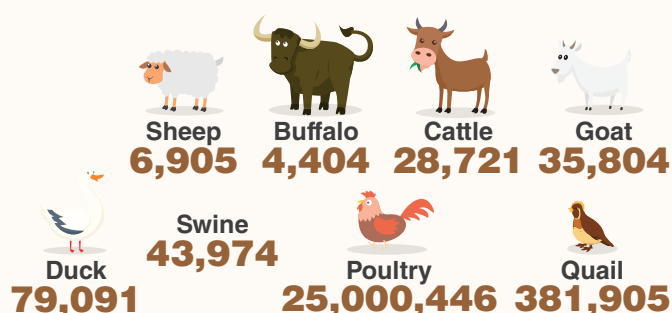 Sheep
6,905
Buffalo
4,404
Cattle
28,721
Goat
35,804
Duck
79,091
Swine
43,974
Poultry
25,000,446
Quail
381,905